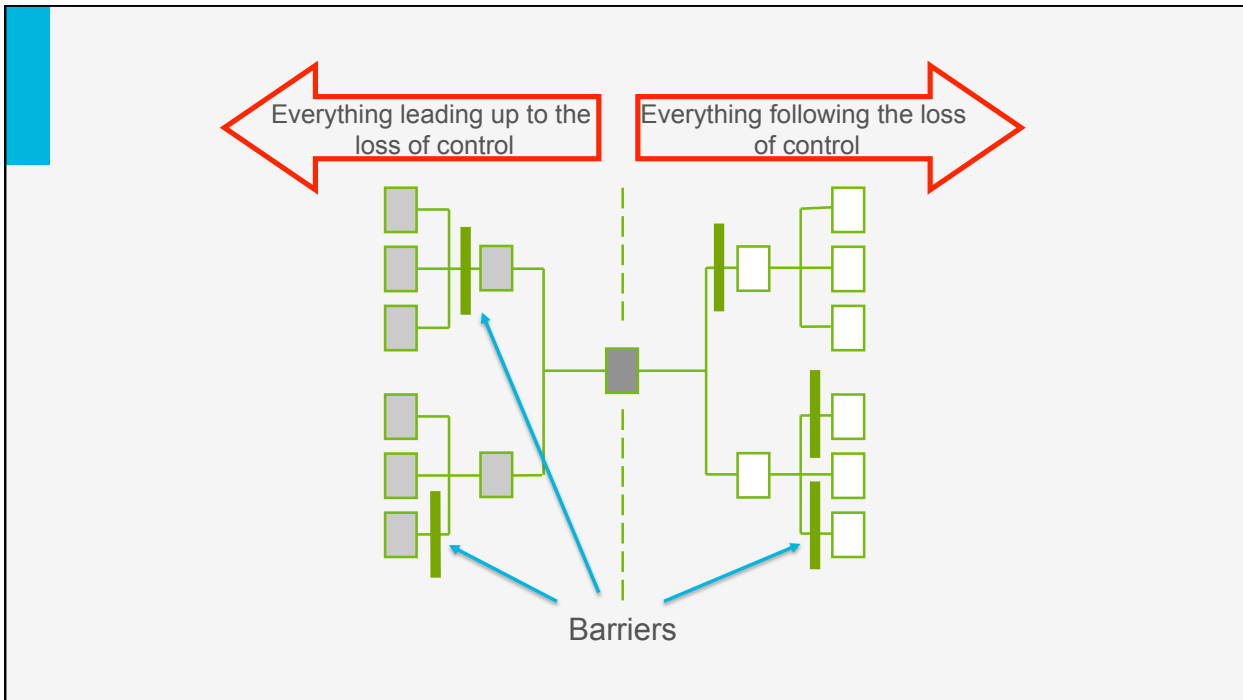 Everything leading up to the
loss of control
Everything following the loss
of control
Barriers